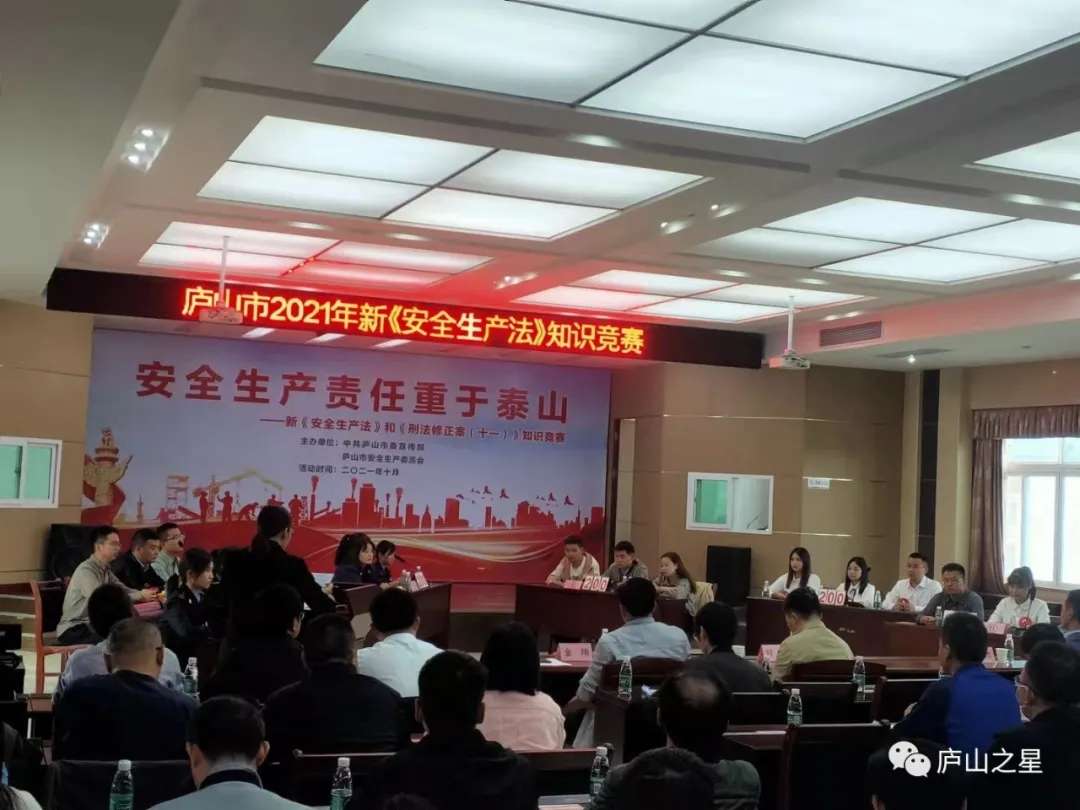 庐山市2021年新《安全生产法》知识竞赛
安全生产责任重于泰山
——新《安全生产法》和《刑法修正案(十一)》知识竞赛
主办单位：中共庐山市委宣传部
庐山市安全生产委员会
活动时间：二〇二一年十月
200
200
庐山之星